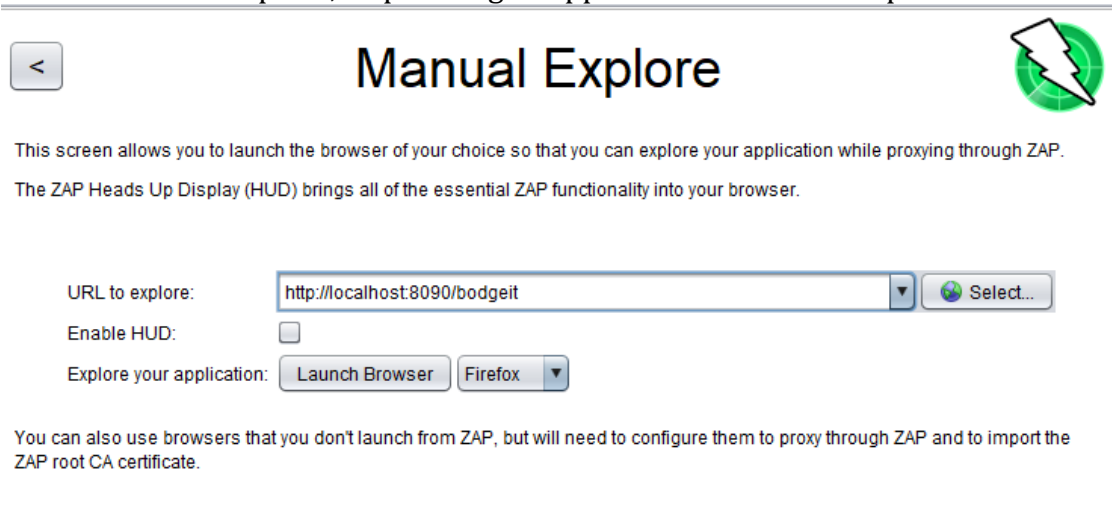 <
Manual Explore
This screen allows you to launch the browser of your choice so that you can explore your application while proxying through ZAP.
The ZAP Heads Up Display (HUD) brings all of the essential ZAP functionality into your browser.
URL to explore: http://localhost:8090/bodgeit Select...
Enable HUD:
Explore your application: Launch Browser Firefox
You can also use browsers that you don't launch from ZAP, but will need to configure them to proxy through ZAP and to import the
ZAP root CA certificate.